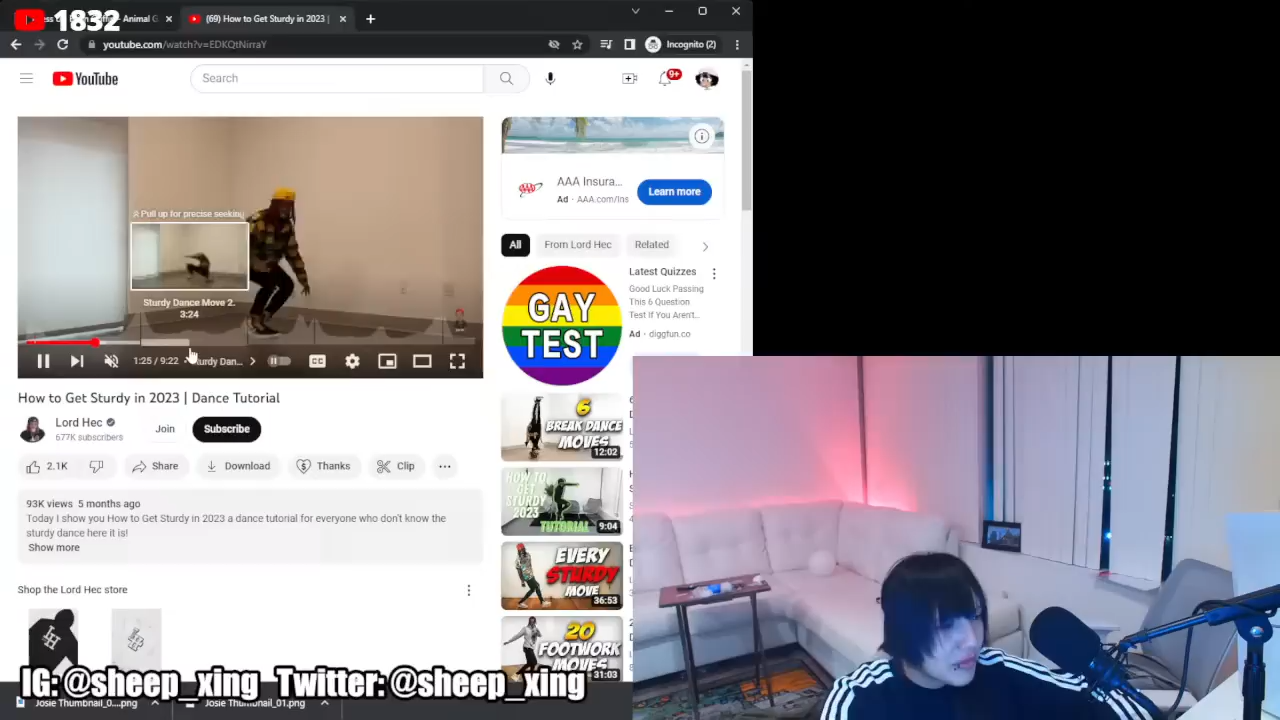 1832
Animal G
(69) How to Get Sturdy in 2023 |
youtube.com/watch?v=EDKQtNirraY
Incognito (2)
YouTube
Search
9+
Pull up for precise seeking
Sturdy Dance Move 2.
3:24
1:25 / 9:22
CC
How to Get Sturdy in 2023 | Dance Tutorial
Lord Hec
677K subscribers
Join
Subscribe
2.1K
Share
Download
Thanks
Clip
93K views 5 months ago
Today I show you How to Get Sturdy in 2023 a dance tutorial for everyone who don't know the
sturdy dance here it is!
Show more
Shop the Lord Hec store
AAA Insura...
Ad · AAA.com/Ins
Learn more
All
From Lord Hec
Related
GAY
TEST
Latest Quizzes
Good Luck Passing
This 6 Question
Test If You Aren't...
Ad · diggfun.co
6
BREAK DANCE
MOVES
12:02
HOW TO
GET
STURDY
2023
TUTORIAL
9:04
EVERY
STURDY
MOVE
36:53
20
FOOTWORK
MOVES
31:03
IG: @sheep_xing Twitter: @sheep_xing
Josie Thumbnail_0....png
Josie Thumbnail_01.png